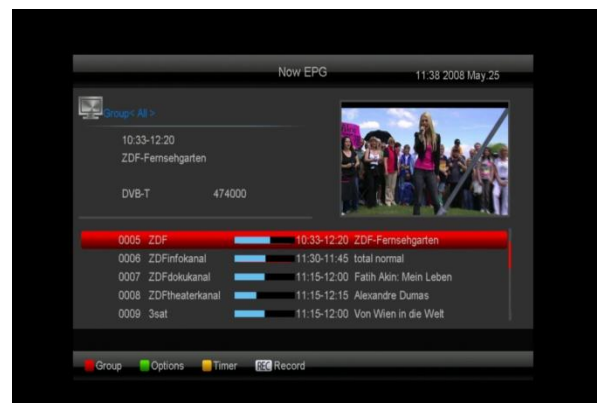 Now EPG
11:38 2008 May.25
Group< All >
10:33-12:20
ZDF-Fernsehgarten
DVB-T 474000
0005 ZDF 10:33-12:20 ZDF-Fernsehgarten
0006 ZDFinfokanal 11:30-11:45 total normal
0007 ZDFdokukanal 11:15-12:00 Fatih Akin: Mein Leben
0008 ZDFtheaterkanal 11:15-12:15 Alexandre Dumas
0009 3sat 11:15-12:00 Von Wien in die Welt
Group Options Timer REC Record